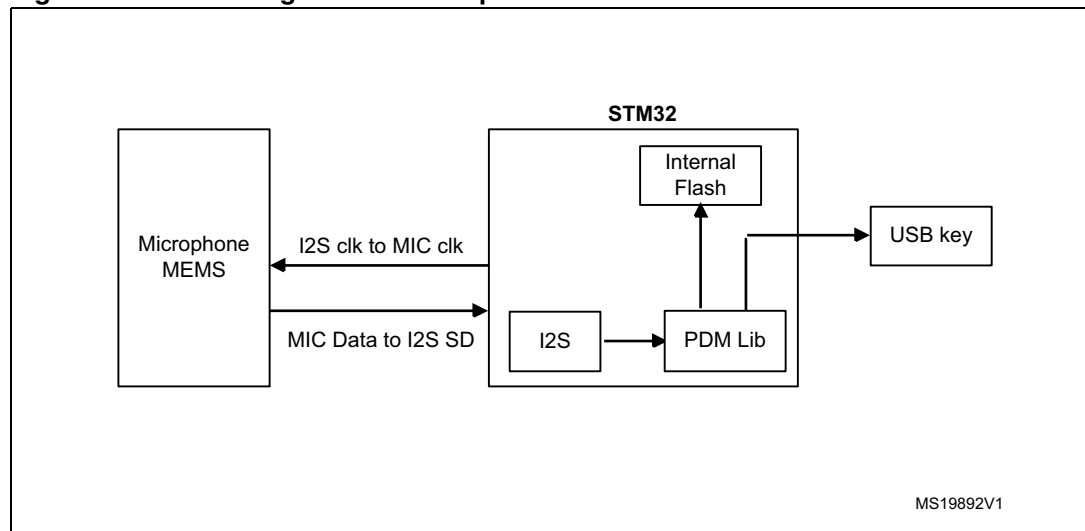 STM32
Internal
Flash
Microphone
MEMS
I2S clk to MIC clk
USB key
MIC Data to I2S SD
I2S
PDM Lib
MS19892V1